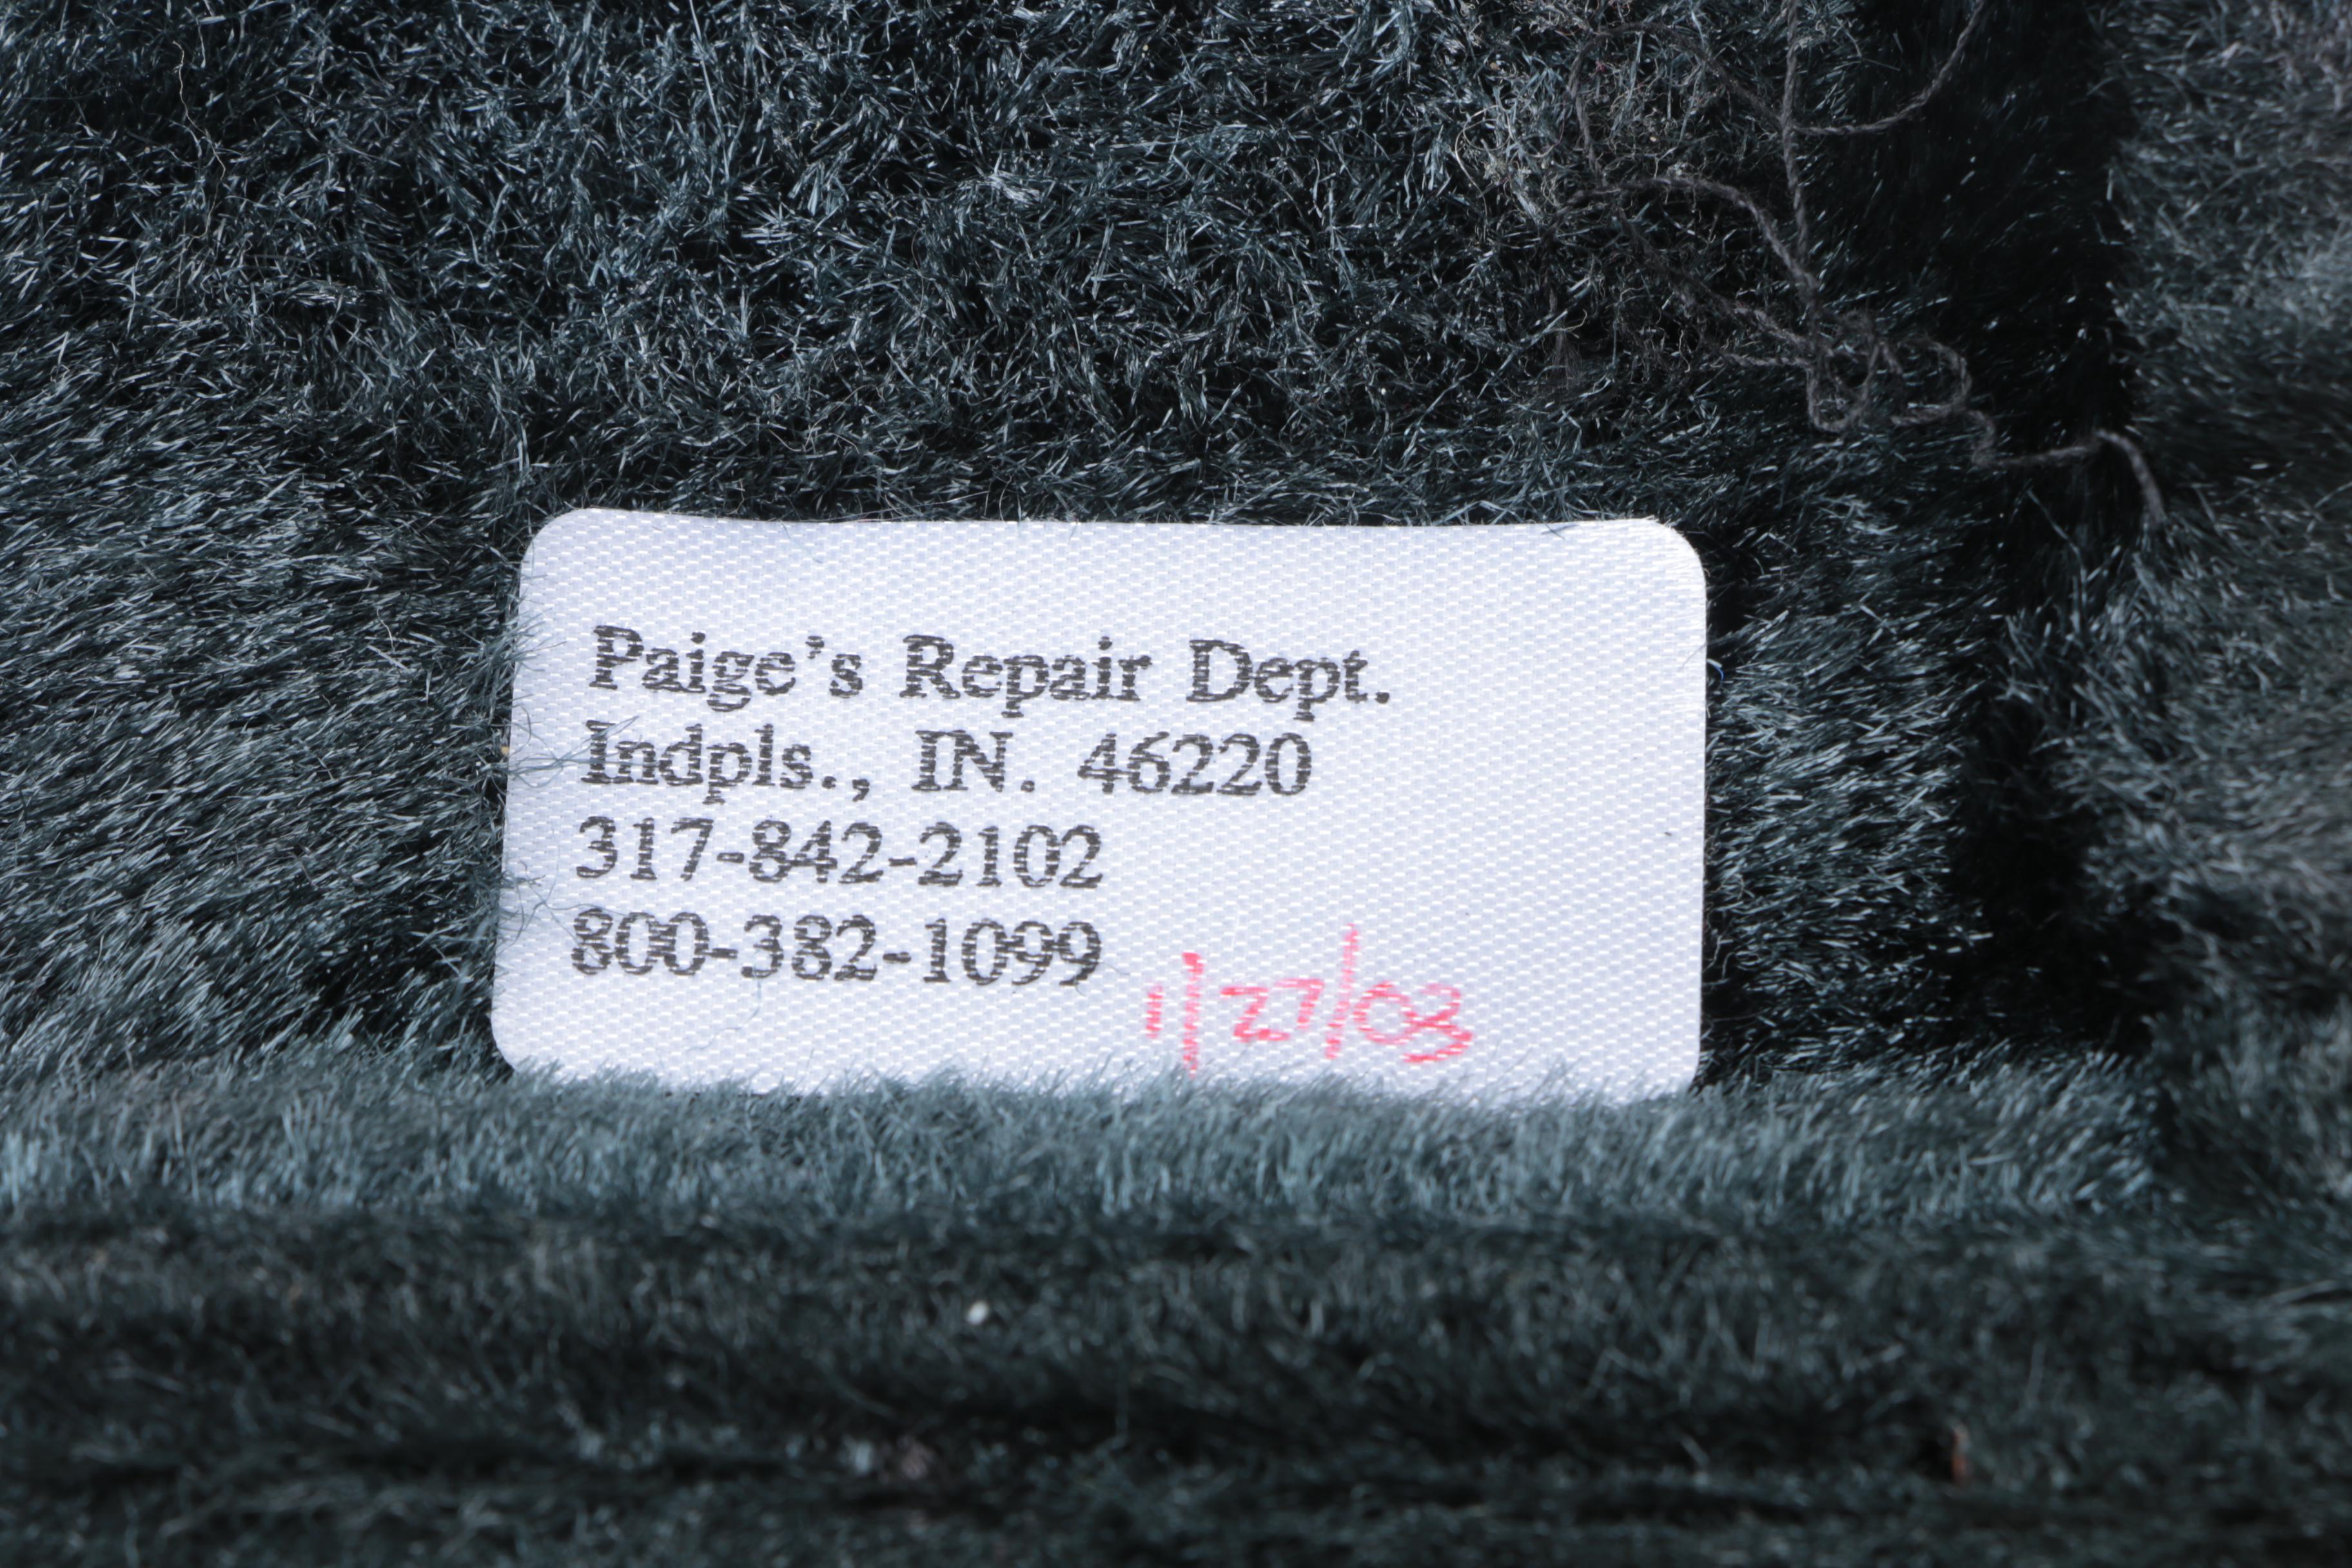 Paige's Repair Dept.
Indpls., IN. 46220
317-842-2102
800-382-1099
1/27/03